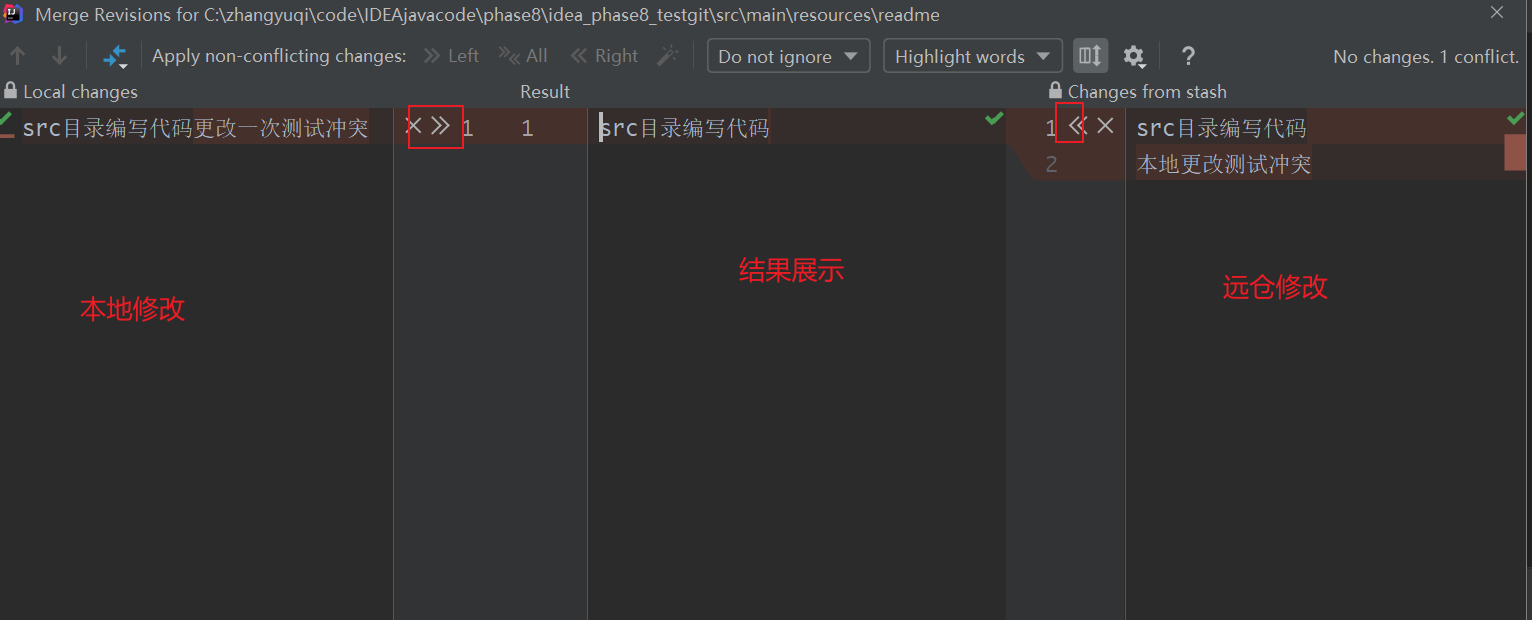 Merge Revisions for C:\zhangyuqi\code\IDEAjavacode\phase8\idea_phase8_testgit\src\main\resources\readme
Apply non-conflicting changes: Left All Right Do not ignore Highlight words ? No changes. 1 conflict.
Local changes Result Changes from stash
src目录编写代码更改一次测试冲突 1 1 src目录编写代码 1 src目录编写代码
2 本地更改测试冲突
结果展示
远仓修改
本地修改